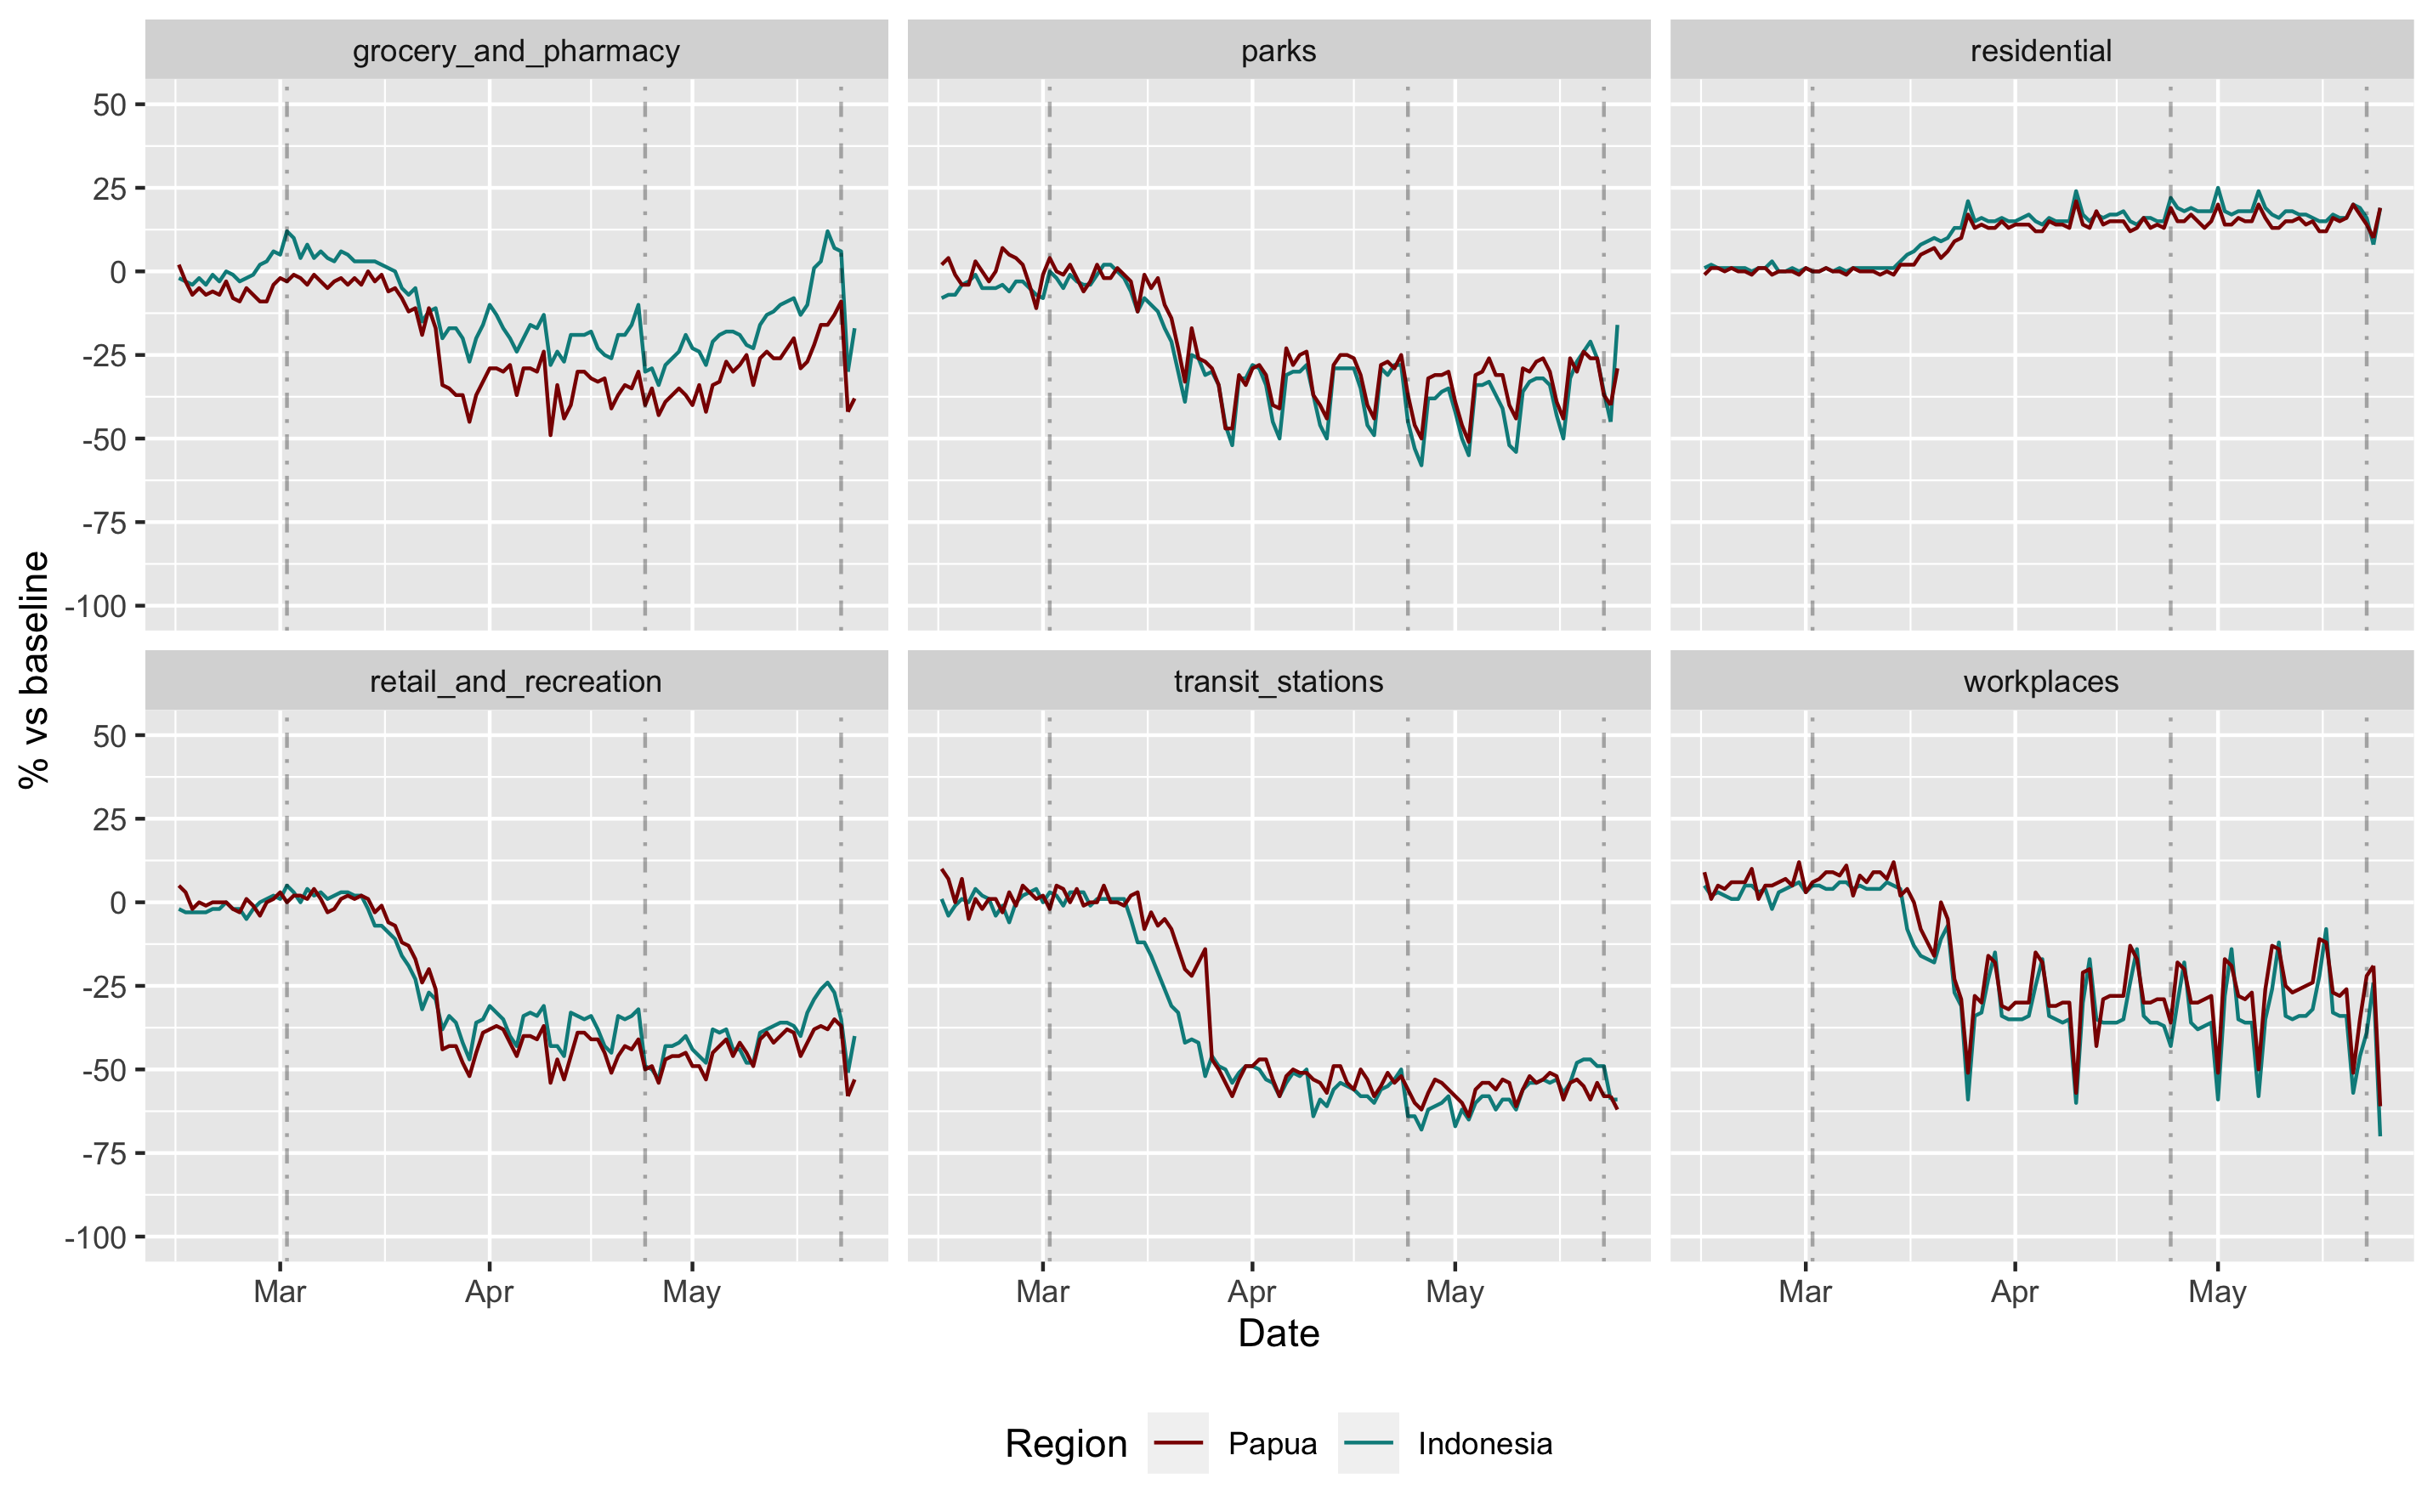 grocery_and_pharmacy
parks
residential
50
25
0
-25
-50
-75
-100
% vs baseline
retail_and_recreation
transit_stations
workplaces
50
25
0
-25
-50
-75
-100
Mar Apr May
Mar Apr May
Mar Apr May
Date
Region Papua Indonesia